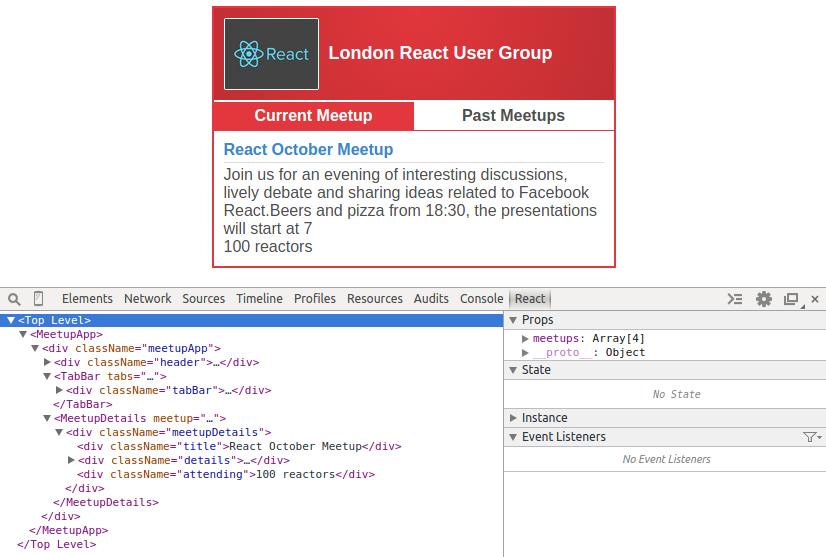 React London React User Group
Current Meetup Past Meetups
React October Meetup
Join us for an evening of interesting discussions,
lively debate and sharing ideas related to Facebook
React.Beers and pizza from 18:30, the presentations
will start at 7
100 reactors
Elements Network Sources Timeline Profiles Resources Audits Console React
<Top Level>
<MeetupApp>
<div className="meetupApp">
<div className="header">…</div>
<TabBar tabs="…">
<div className="tabBar">…</div>
</TabBar>
<MeetupDetails meetup="…">
<div className="meetupDetails">
<div className="title">React October Meetup</div>
<div className="details">…</div>
<div className="attending">100 reactors</div>
</div>
</MeetupDetails>
</div>
</MeetupApp>
</Top Level>
Props
meetups: Array[4]
__proto__: Object
State
No State
Instance
Event Listeners
No Event Listeners